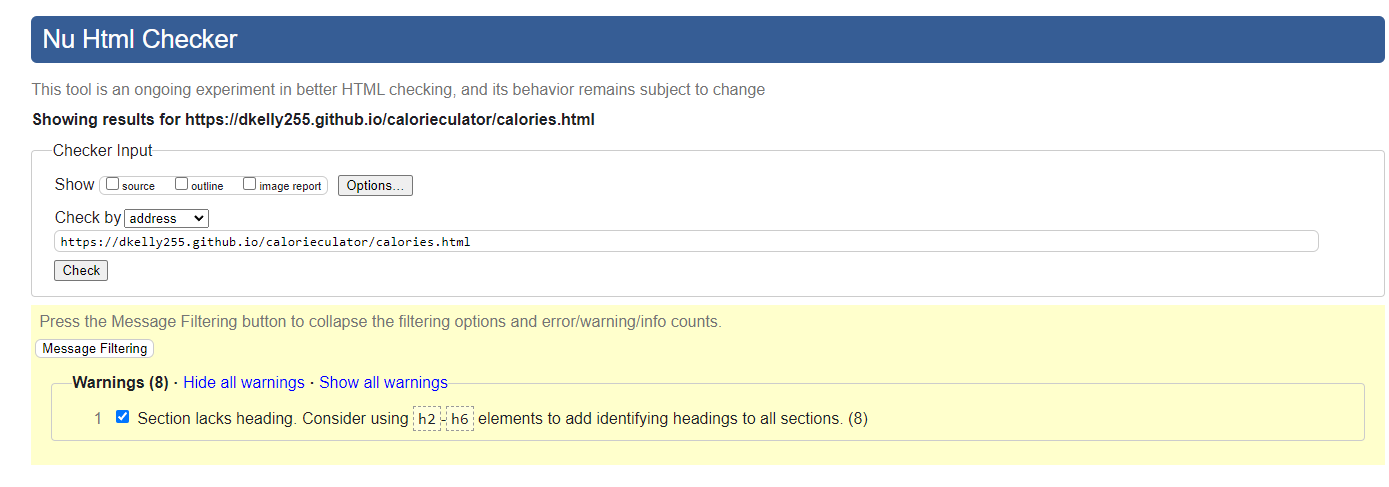 Nu Html Checker
This tool is an ongoing experiment in better HTML checking, and its behavior remains subject to change
Showing results for https://dkelly255.github.io/calorieculator/calories.html
Checker Input
Show source outline image report Options...
Check by address
https://dkelly255.github.io/calorieculator/calories.html
Check
Press the Message Filtering button to collapse the filtering options and error/warning/info counts.
Message Filtering
Warnings (8) · Hide all warnings · Show all warnings
1 Section lacks heading. Consider using h2-h6 elements to add identifying headings to all sections. (8)